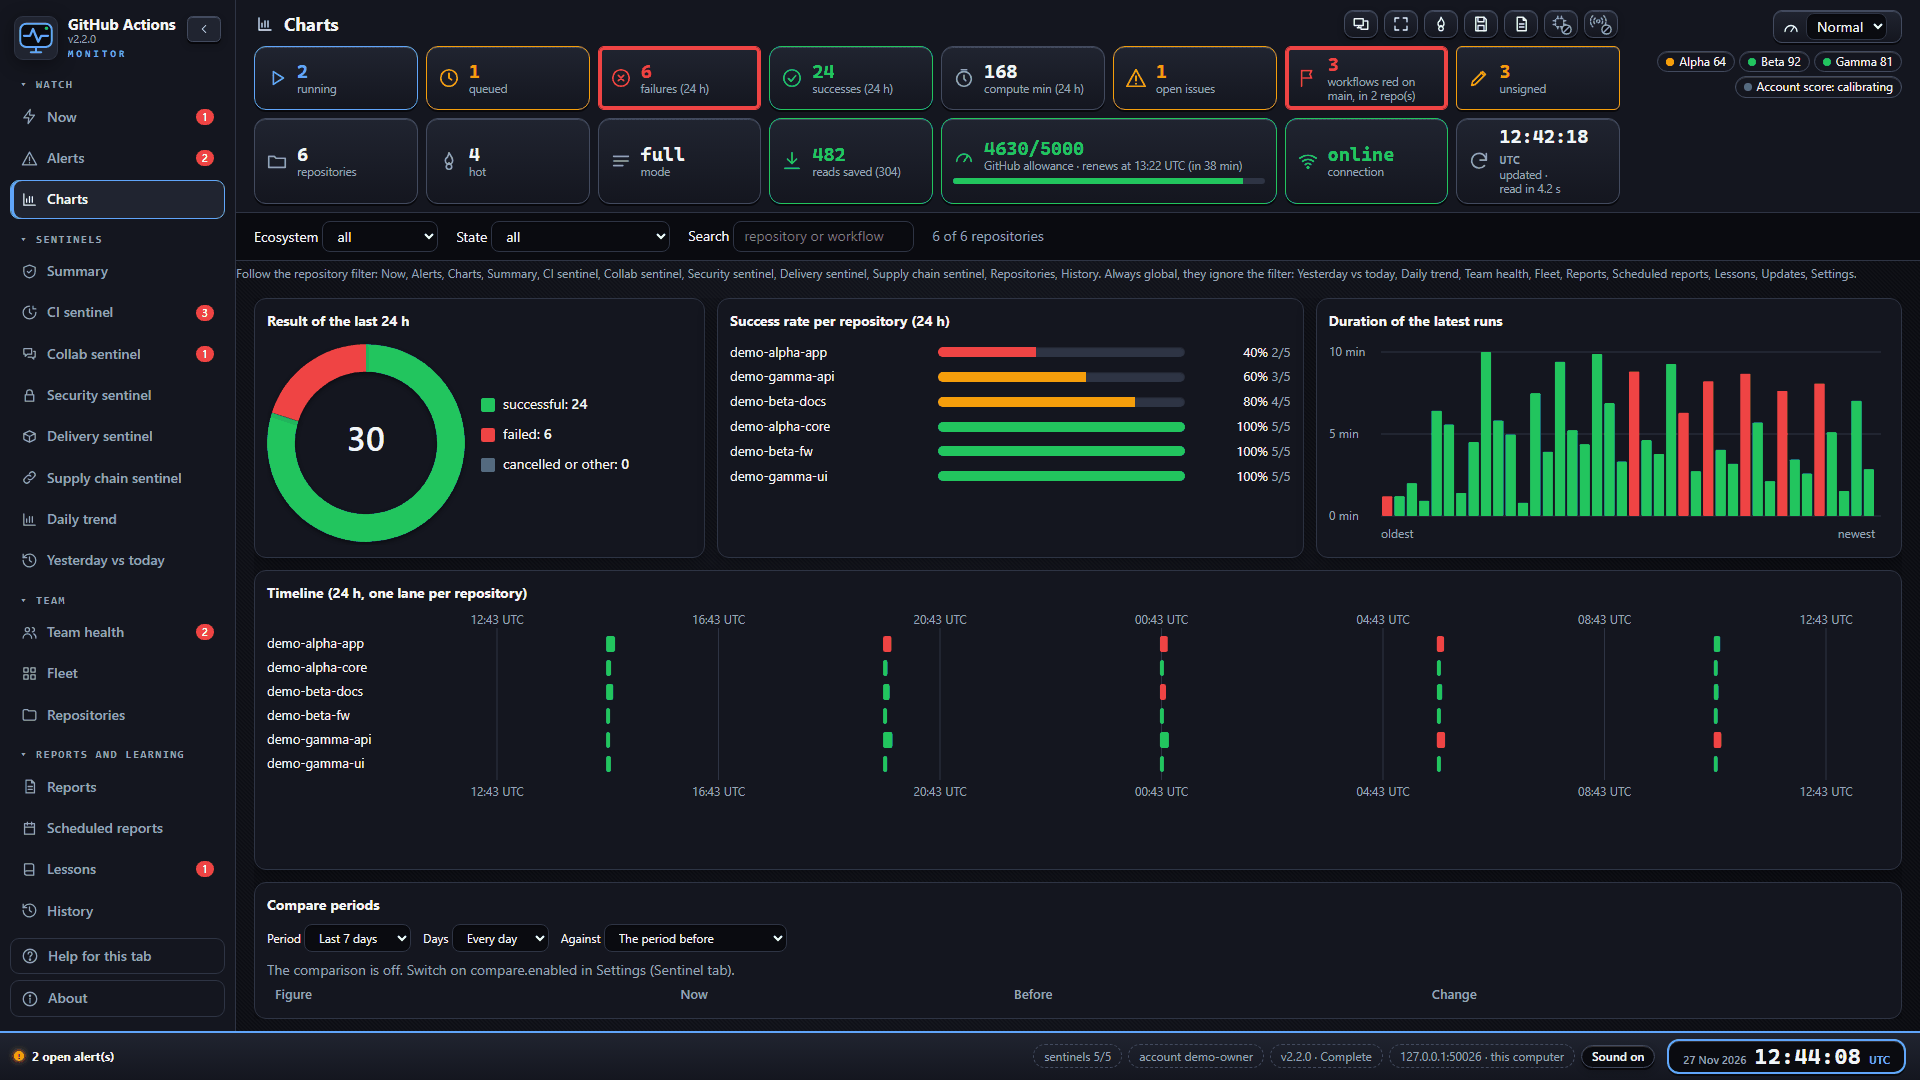 GitHub Actions
v2.2.0
MONITOR
WATCH
Now 1
Alerts 2
Charts
SENTINELS
Summary
CI sentinel 3
Collab sentinel 1
Security sentinel
Delivery sentinel
Supply chain sentinel
Daily trend
Yesterday vs today
TEAM
Team health 2
Fleet
Repositories
REPORTS AND LEARNING
Reports
Scheduled reports
Lessons 1
History
Help for this tab
About
Charts
Normal
2
running
1
queued
6
failures (24 h)
24
successes (24 h)
168
compute min (24 h)
1
open issues
3
workflows red on
main, in 2 repo(s)
3
unsigned
Alpha 64
Beta 92
Gamma 81
Account score: calibrating
6
repositories
4
hot
full
mode
482
reads saved (304)
4630/5000
GitHub allowance · renews at 13:22 UTC (in 38 min)
online
connection
12:42:18
UTC
updated ·
read in 4.2 s
Ecosystem all State all Search repository or workflow 6 of 6 repositories
Follow the repository filter: Now, Alerts, Charts, Summary, CI sentinel, Collab sentinel, Security sentinel, Delivery sentinel, Supply chain sentinel, Repositories, History. Always global, they ignore the filter: Yesterday vs today, Daily trend, Team health, Fleet, Reports, Scheduled reports, Lessons, Updates, Settings.
Result of the last 24 h
30
successful: 24
failed: 6
cancelled or other: 0
Success rate per repository (24 h)
demo-alpha-app 40% 2/5
demo-gamma-api 60% 3/5
demo-beta-docs 80% 4/5
demo-alpha-core 100% 5/5
demo-beta-fw 100% 5/5
demo-gamma-ui 100% 5/5
Duration of the latest runs
10 min
5 min
0 min
oldest newest
Timeline (24 h, one lane per repository)
12:43 UTC 16:43 UTC 20:43 UTC 00:43 UTC 04:43 UTC 08:43 UTC 12:43 UTC
demo-alpha-app
demo-alpha-core
demo-beta-docs
demo-beta-fw
demo-gamma-api
demo-gamma-ui
12:43 UTC 16:43 UTC 20:43 UTC 00:43 UTC 04:43 UTC 08:43 UTC 12:43 UTC
Compare periods
Period Last 7 days Days Every day Against The period before
The comparison is off. Switch on compare.enabled in Settings (Sentinel tab).
Figure Now Before Change
2 open alert(s)
sentinels 5/5
account demo-owner
v2.2.0 · Complete
127.0.0.1:50026 · this computer
Sound on
27 Nov 2026 12:44:08 UTC